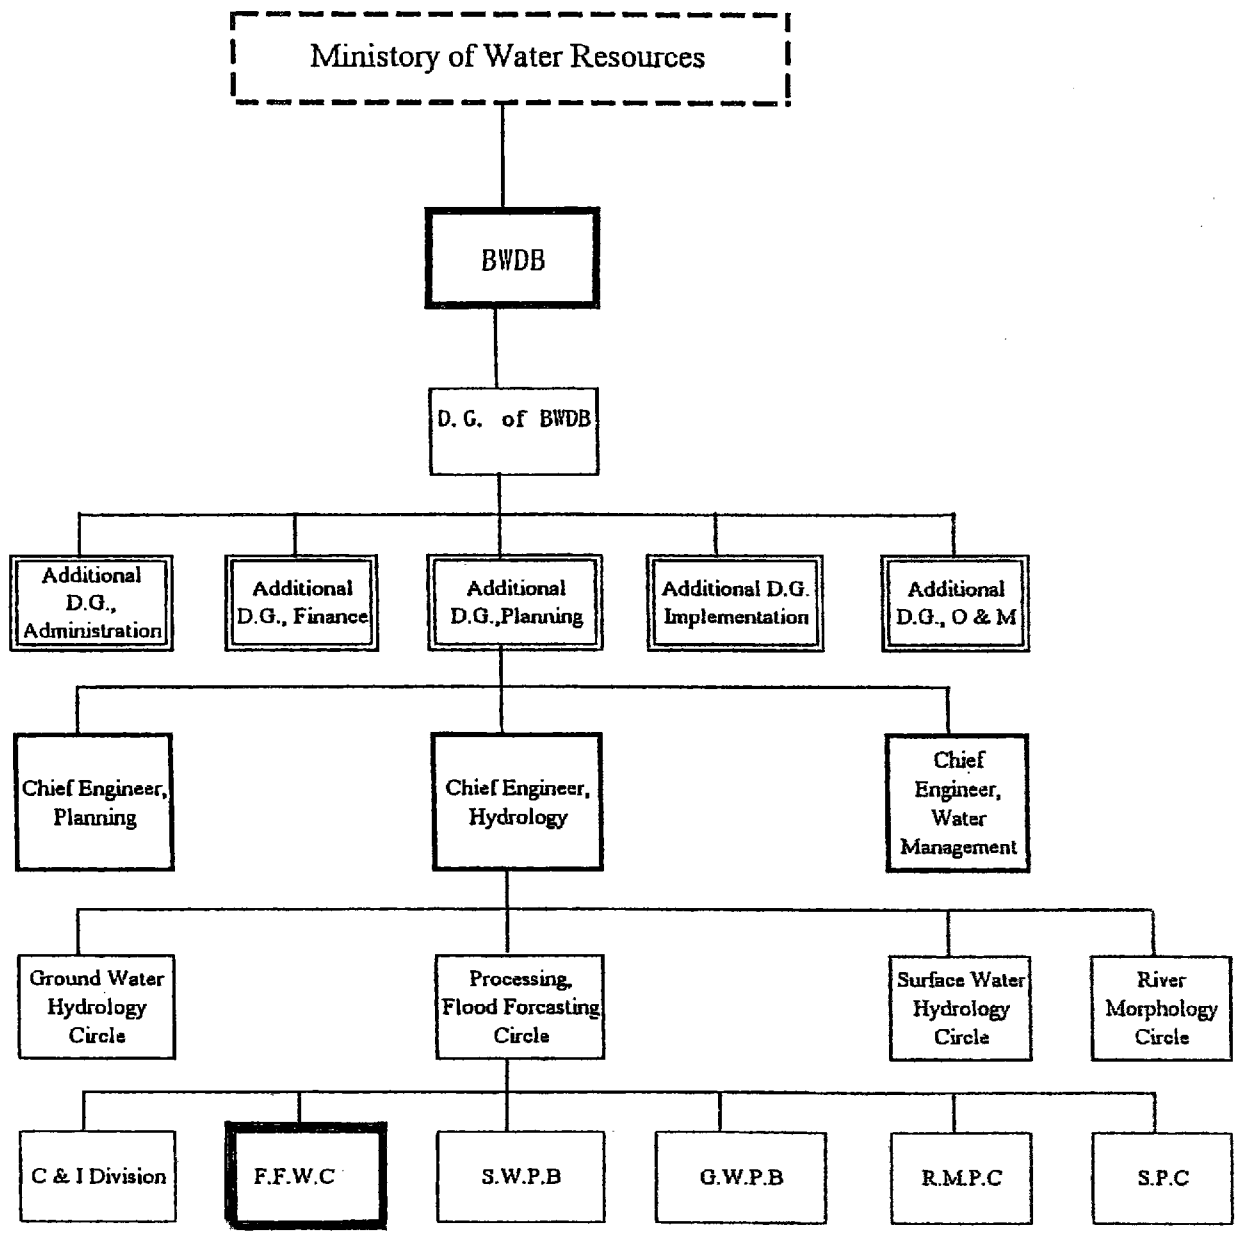 Ministory of Water Resources
BWDB
D.G. of BWDB
Additional
D.G.,
Administration
Additional
D.G., Finance
Additional
D.G.,Planning
Additional D.G.
Implementation
Additional
D.G., O & M
Chief Engineer,
Planning
Chief Engineer,
Hydrology
Chief
Engineer,
Water
Management
Ground Water
Hydrology
Circle
Processing,
Flood Forcasting
Circle
Surface Water
Hydrology
Circle
River
Morphology
Circle
C & I Division
F.F.W.C
S.W.P.B
G.W.P.B
R.M.P.C
S.P.C